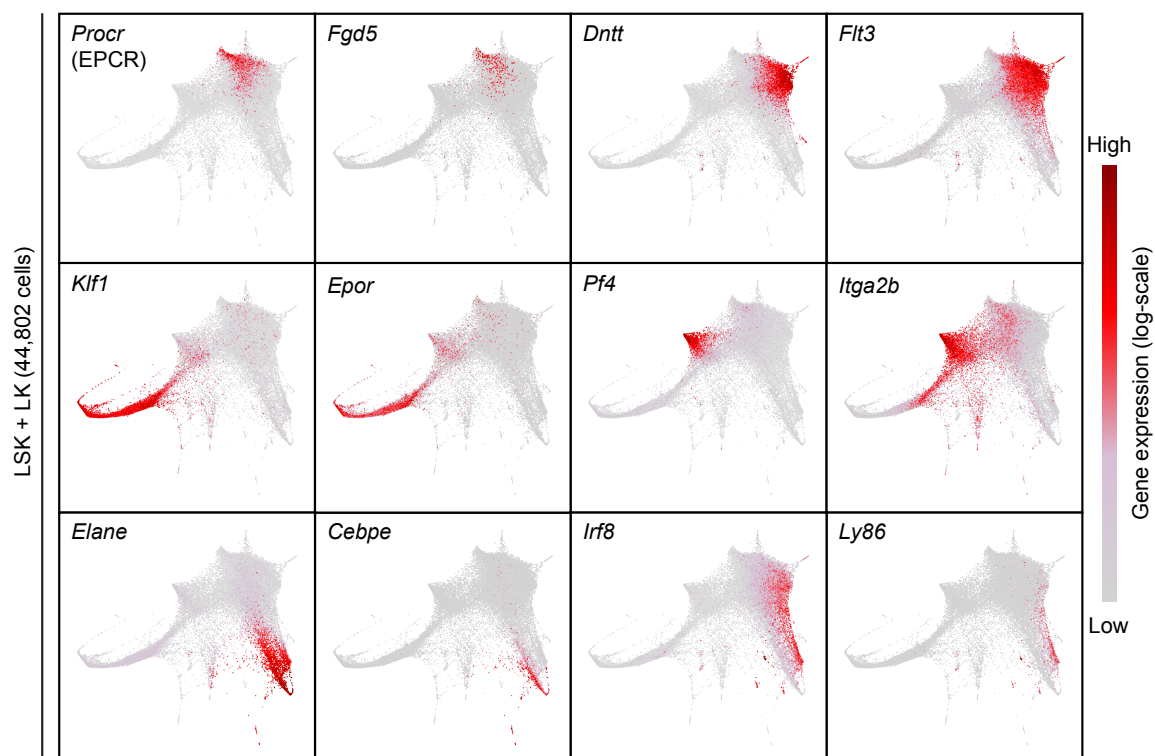 LSK + LK (44,802 cells)
Procr
(EPCR)
Fgd5
Dntt
Flt3
Klf1
Epor
Pf4
Itga2b
Elane
Cebpe
Irf8
Ly86
High
Gene expression (log-scale)
Low